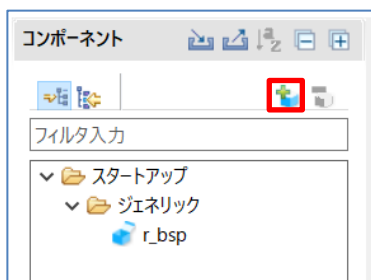 コンポーネント
フィルタ入力
スタートアップ
ジェネリック
r_bsp